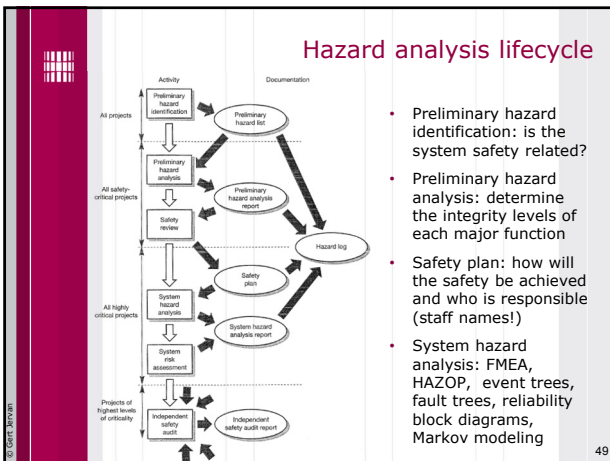 Hazard analysis lifecycle
Activity
Documentation
Preliminary
hazard
identification
Preliminary
hazard list
All projects
Preliminary
hazard
analysis
Preliminary
hazard analysis
report
All safety-
critical projects
Safety
review
Hazard log
Safety
plan
System
hazard
analysis
All highly
critical projects
System hazard
analysis report
System
risk
assessment
Projects of
highest levels
of criticality
Independent
safety
audit
Independent
safety audit report
• Preliminary hazard
identification: is the
system safety related?
• Preliminary hazard
analysis: determine
the integrity levels of
each major function
• Safety plan: how will
the safety be achieved
and who is responsible
(staff names!)
• System hazard
analysis: FMEA,
HAZOP, event trees,
fault trees, reliability
block diagrams,
Markov modeling
© Gert Jervan
49